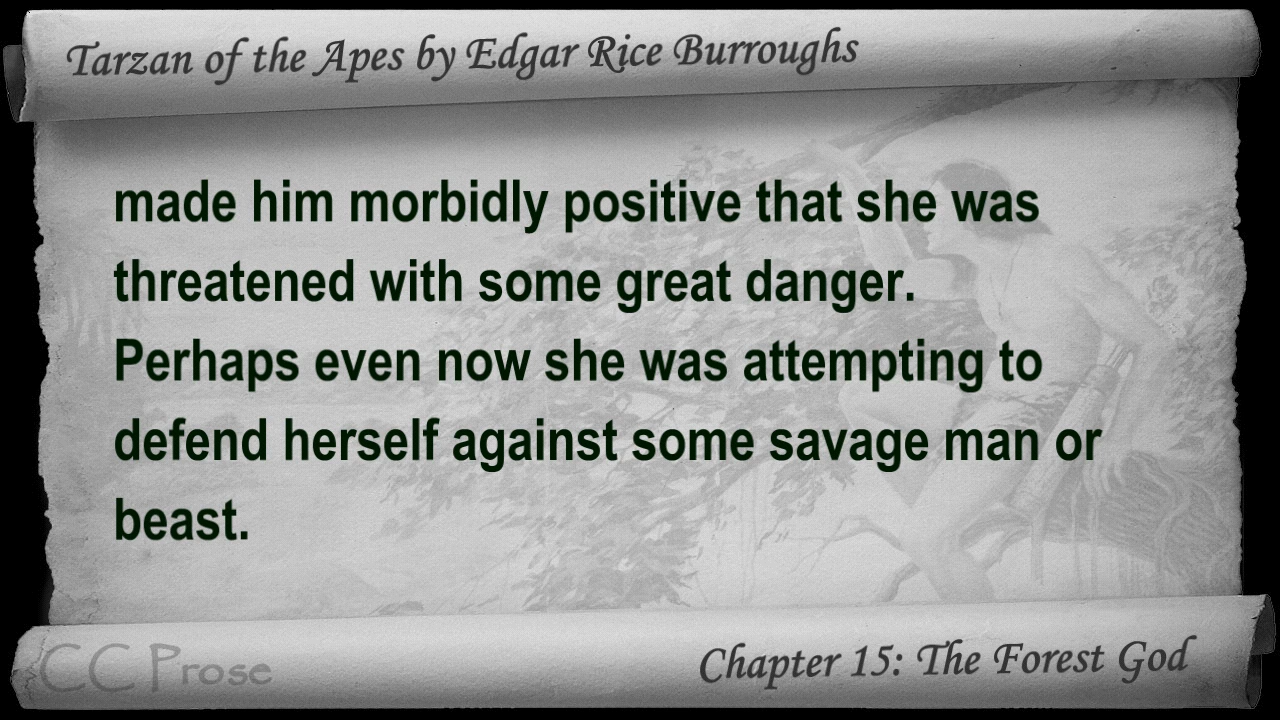 Tarzan of the Apes by Edgar Rice Burroughs
made him morbidly positive that she was
threatened with some great danger.
Perhaps even now she was attempting to
defend herself against some savage man or
beast.
CC Prose
Chapter 15: The Forest God